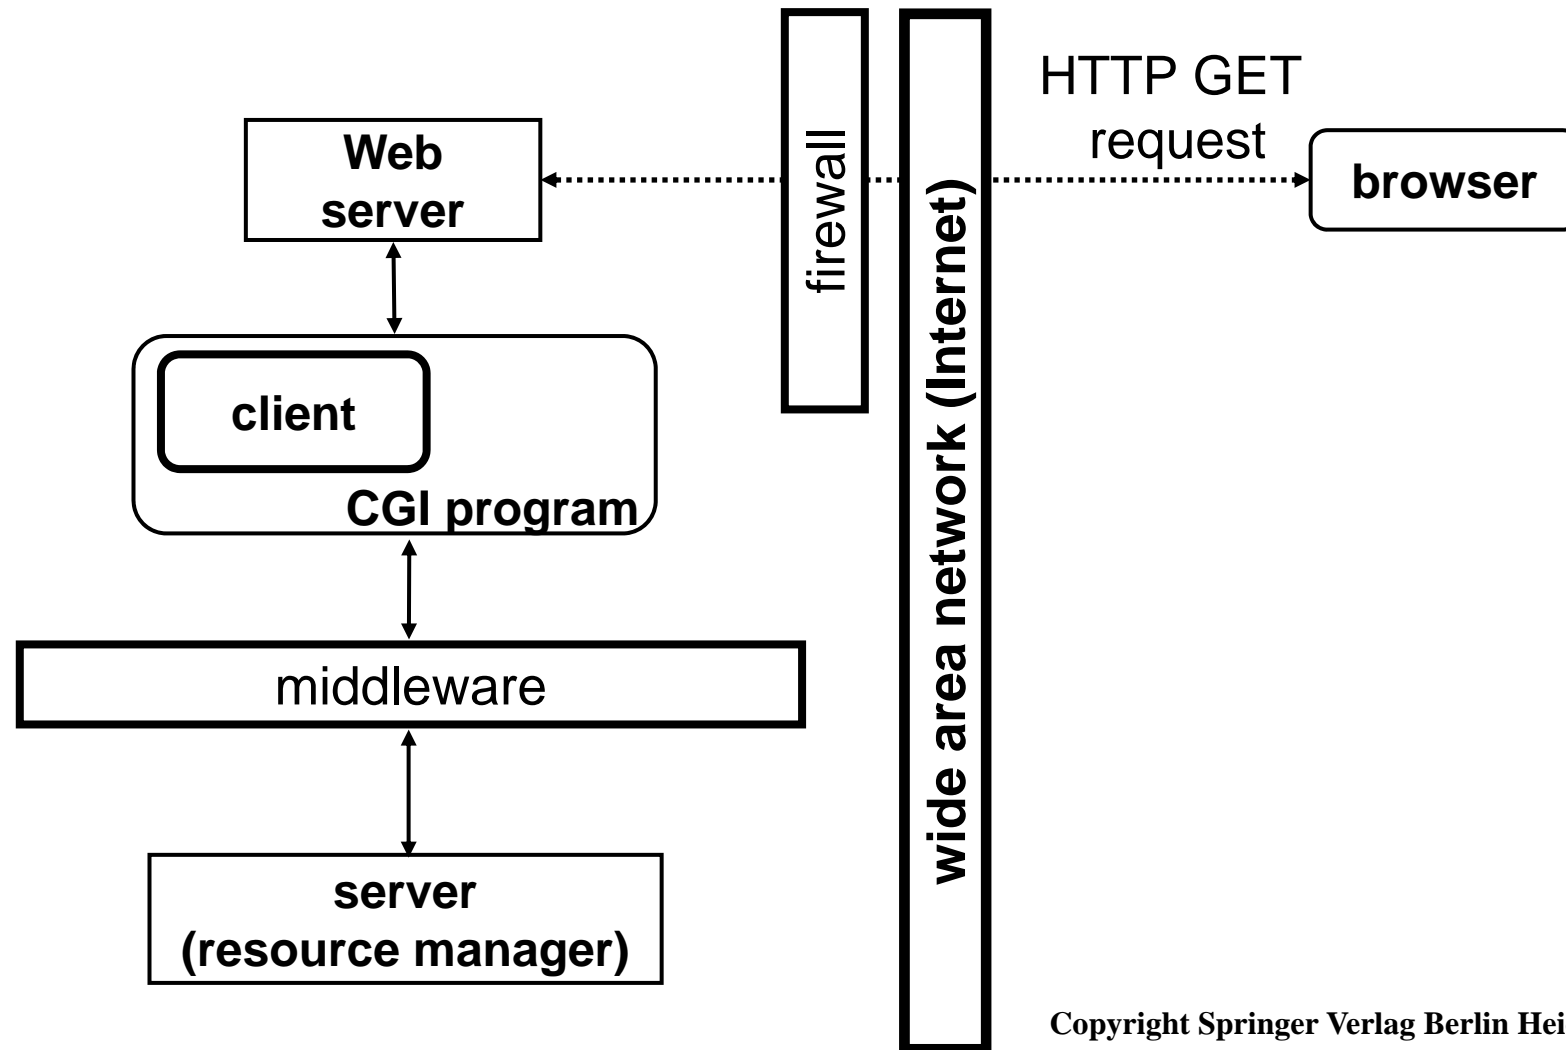 HTTP GET
request
Web
server
firewall
wide area network (Internet)
browser
client
CGI program
middleware
server
(resource manager)
Copyright Springer Verlag Berlin Hei